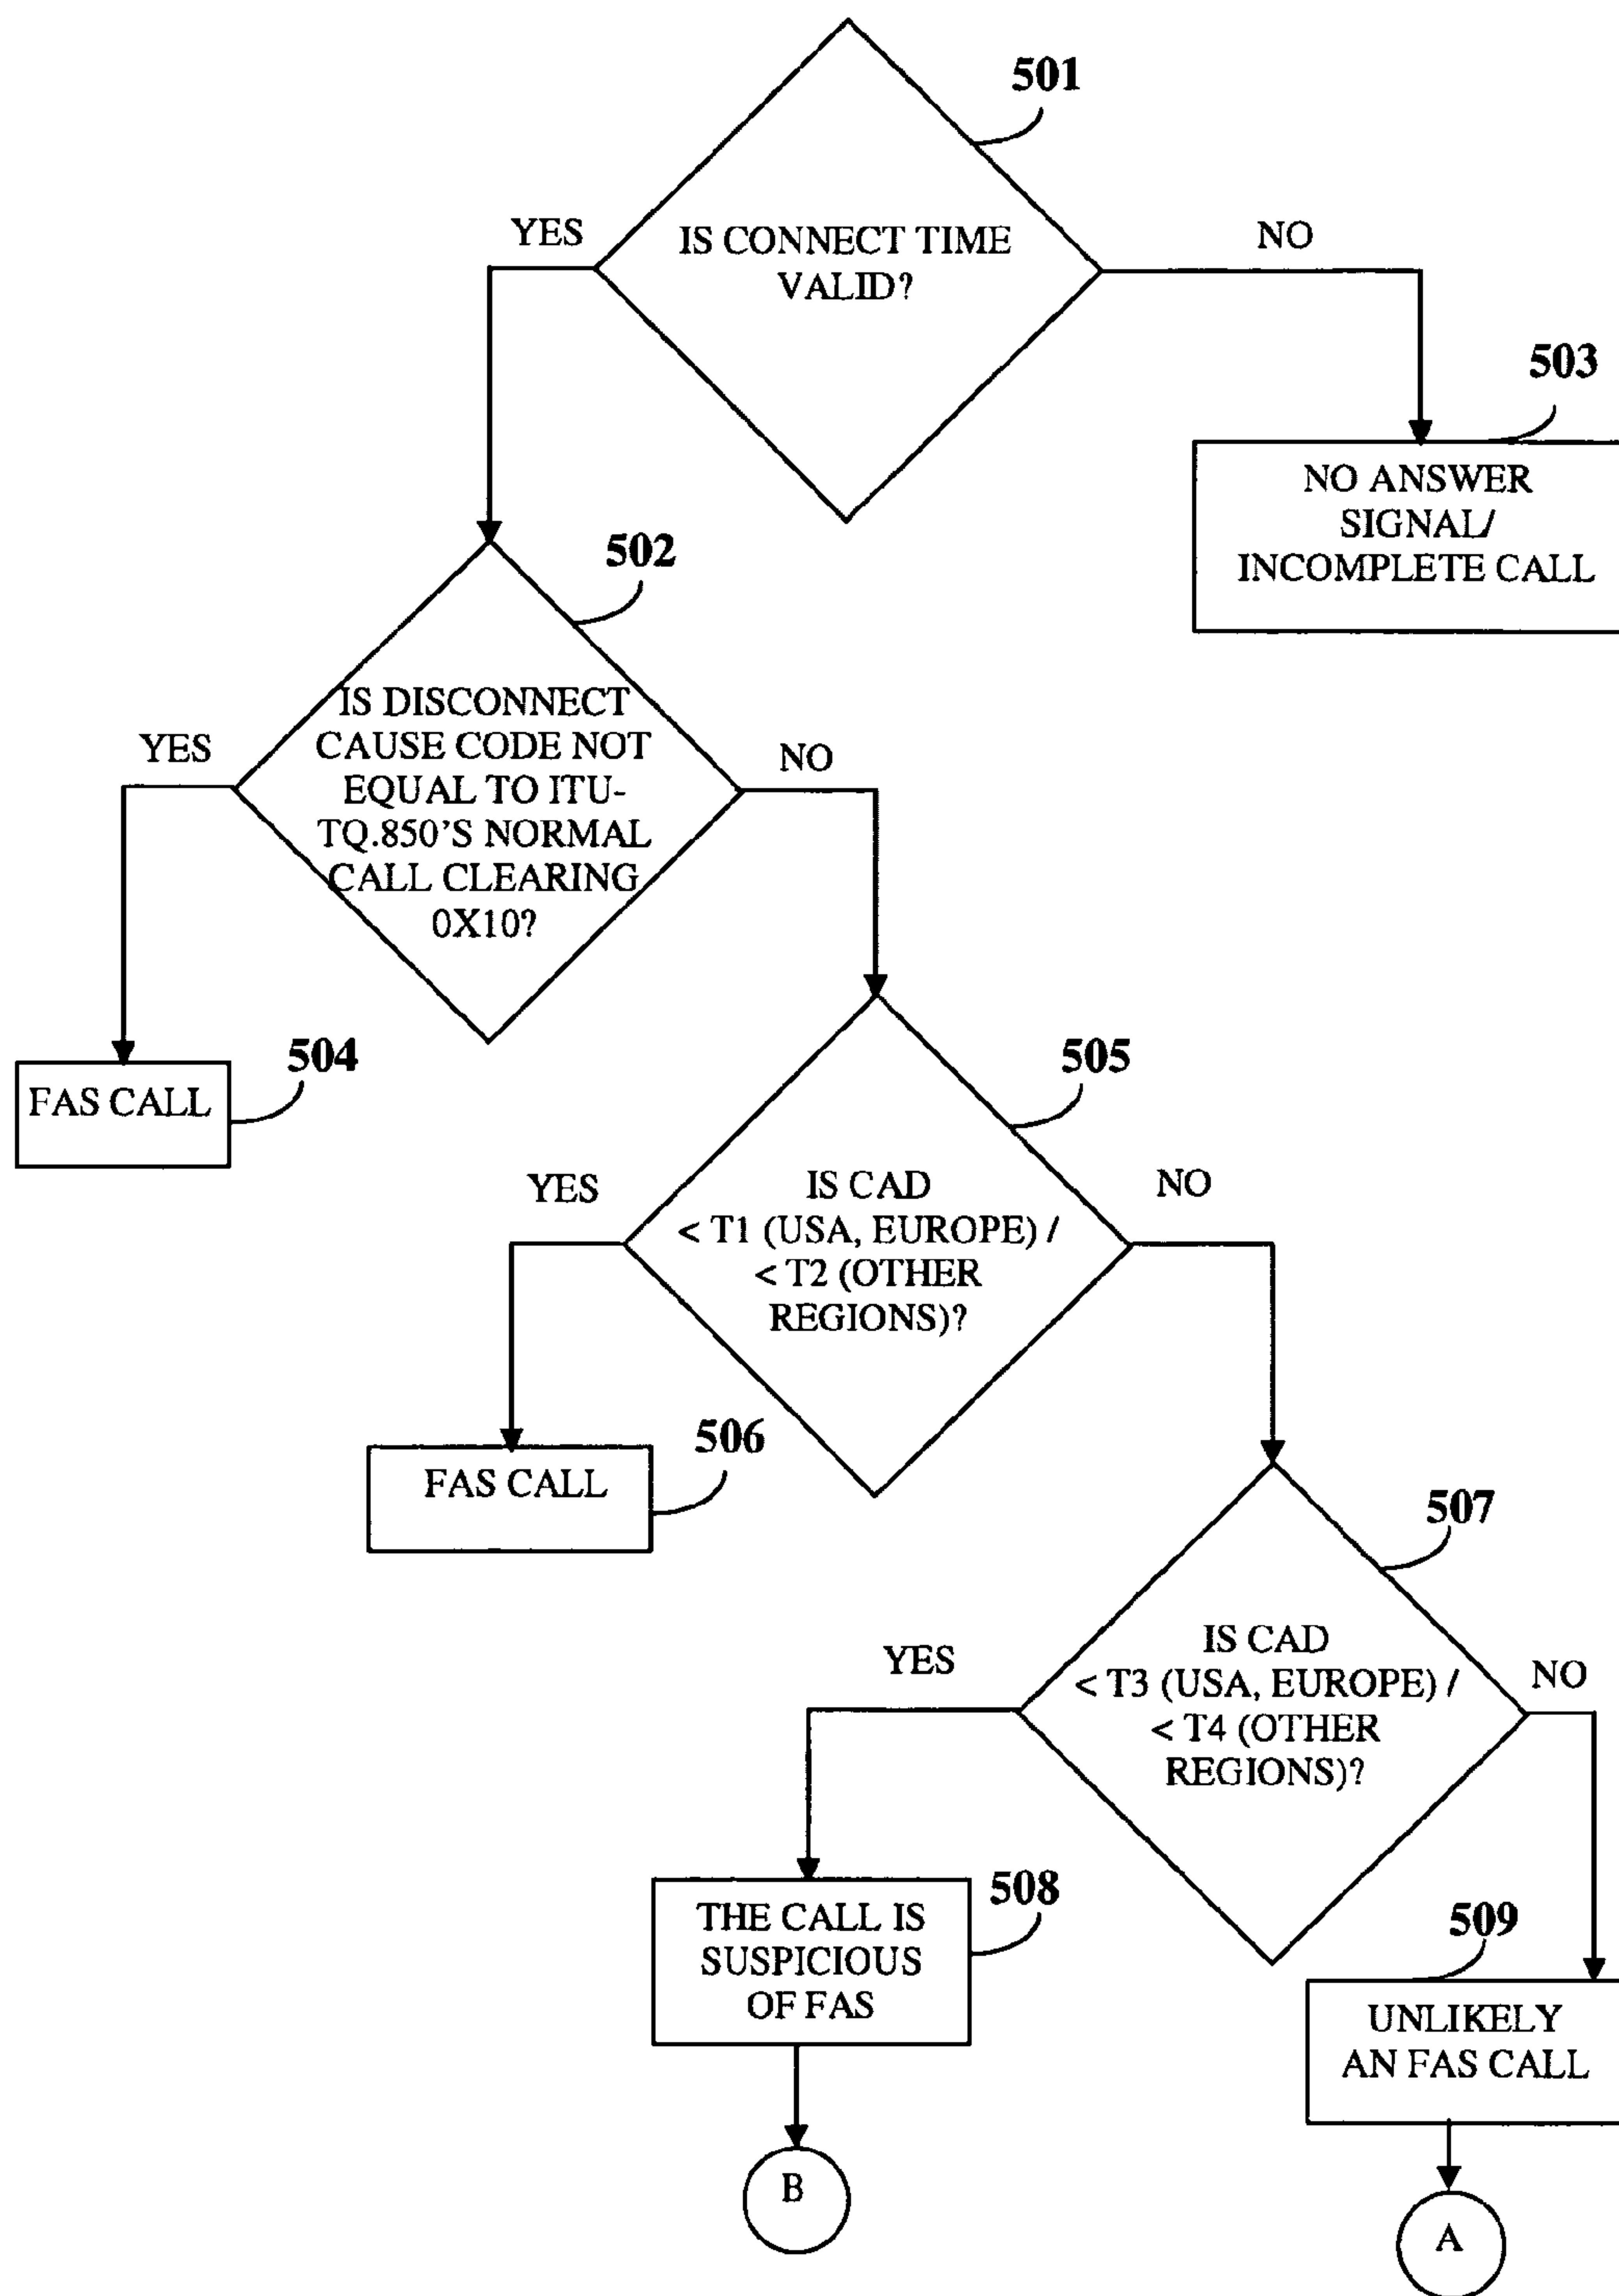 501
YES
IS CONNECT TIME
VALID?
NO
503
NO ANSWER
SIGNAL/
INCOMPLETE CALL
502
YES
IS DISCONNECT
CAUSE CODE NOT
EQUAL TO ITU-
TQ.850'S NORMAL
CALL CLEARING
0X10?
NO
504
FAS CALL
505
YES
IS CAD
< T1 (USA, EUROPE) /
< T2 (OTHER
REGIONS)?
NO
506
FAS CALL
507
YES
IS CAD
< T3 (USA, EUROPE) /
< T4 (OTHER
REGIONS)?
NO
508
THE CALL IS
SUSPICIOUS
OF FAS
509
UNLIKELY
AN FAS CALL
B
A